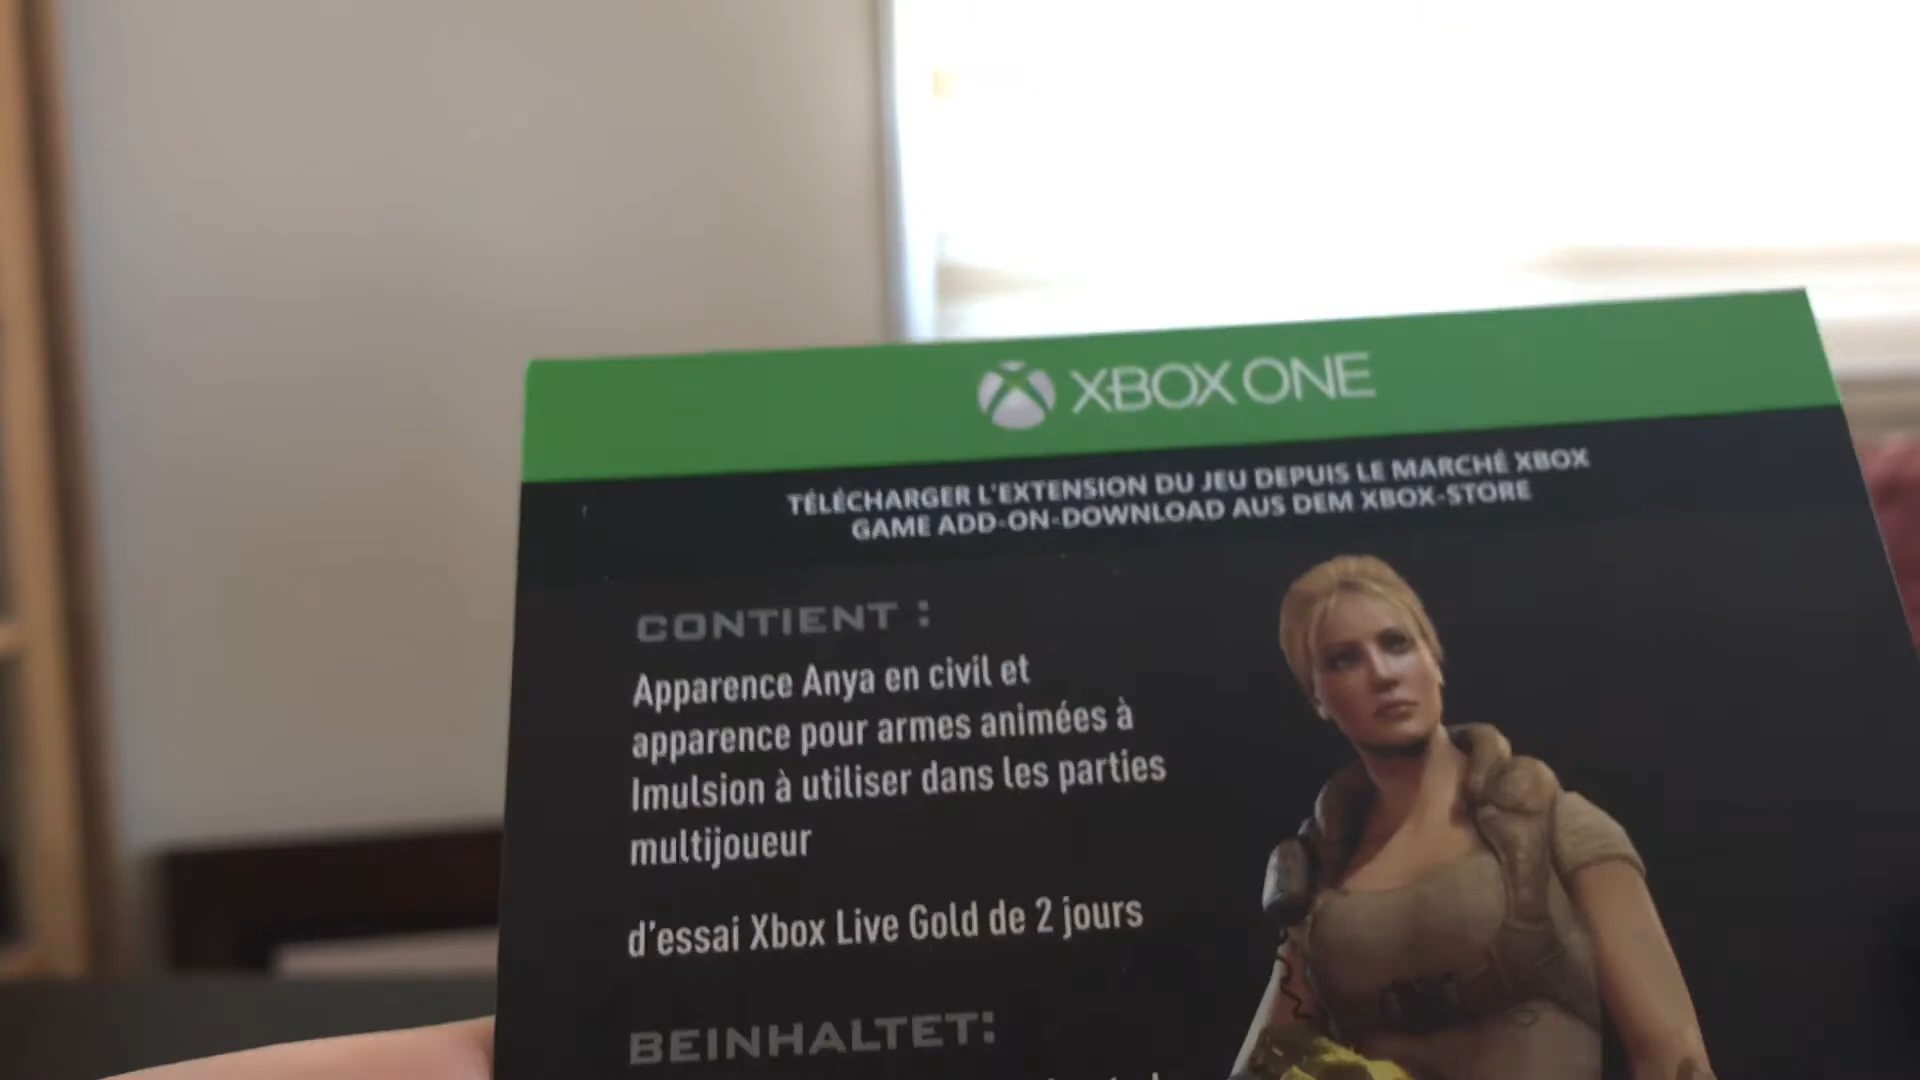 XBOX ONE
TÉLÉCHARGER L'EXTENSION DU JEU DEPUIS LE MARCHÉ XBOX
GAME ADD-ON-DOWNLOAD AUS DEM XBOX-STORE
CONTIENT :
Apparence Anya en civil et
apparence pour armes animées à
Imulsion à utiliser dans les parties
multijoueur
d'essai Xbox Live Gold de 2 jours
BEINHALTET: